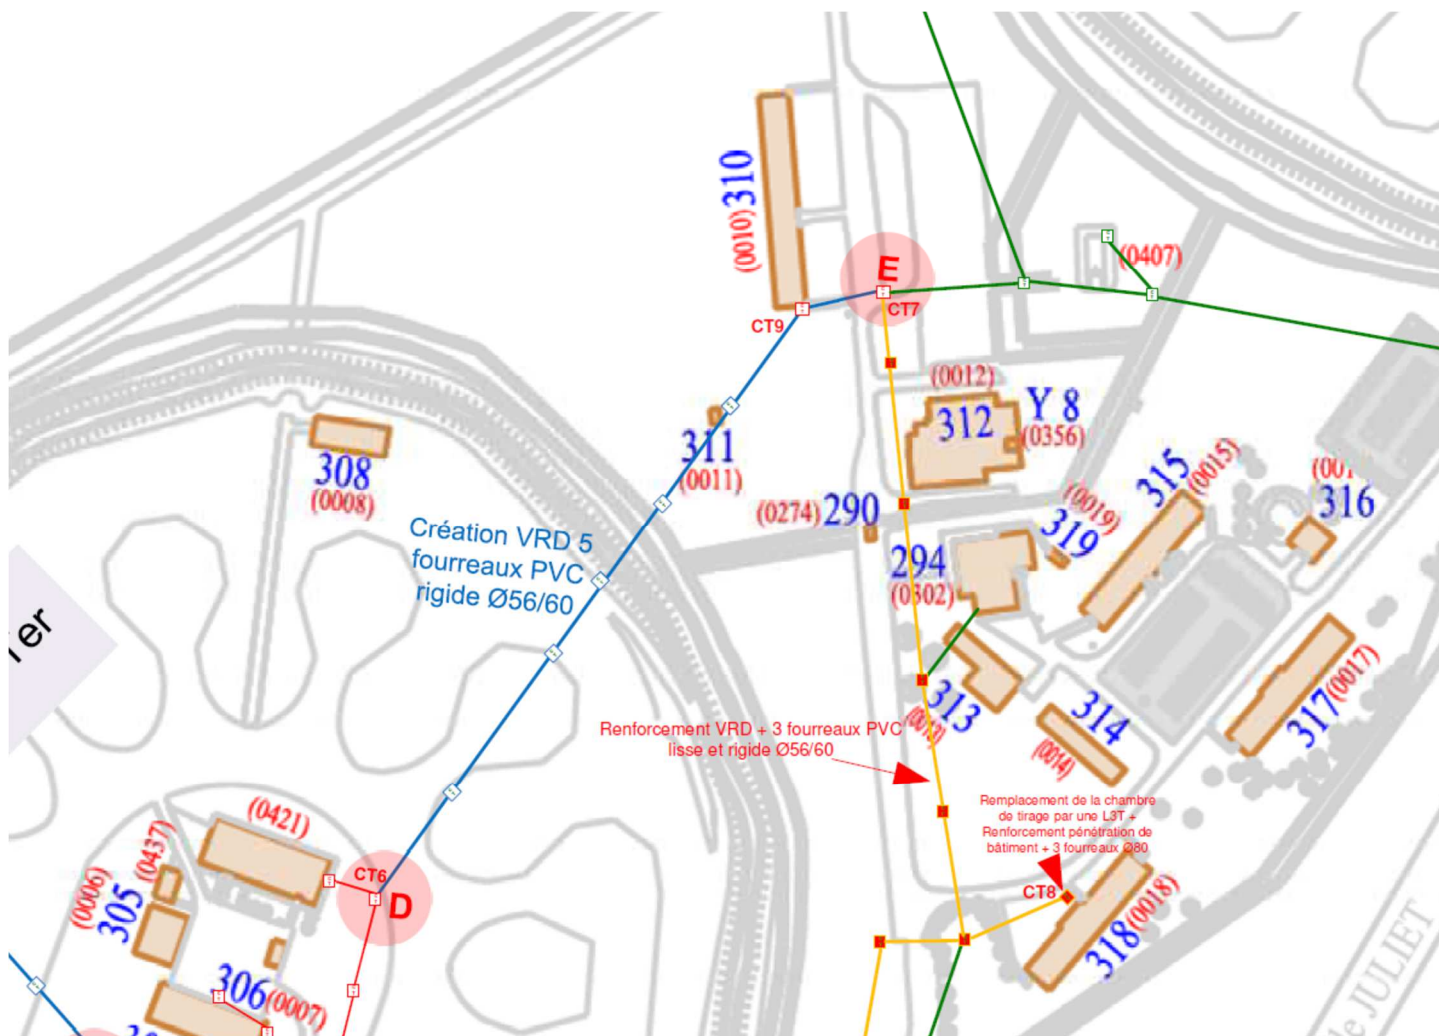 310
(0010)
E
CT7
CT9
(0407)
(0012)
312
Y 8
(0356)
311
(0011)
308
(0008)
(0274) 290
315
(0015)
316
(0019)
319
294
(0302)
Création VRD 5
fourreaux PVC
rigide Ø56/60
1er
313
314
(0014)
317
(0017)
Renforcement VRD + 3 fourreaux PVC
lisse et rigide Ø56/60
Remplacement de la chambre
de tirage par une L3T +
Renforcement pénétration de
bâtiment + 3 fourreaux Ø80
CT8
318
(0018)
(0421)
(0437)
(0006)
305
CT6
D
306
(0007)
JULIET